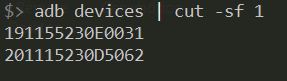 $> adb devices | cut -sf 1
191155230E0031
201115230D5062